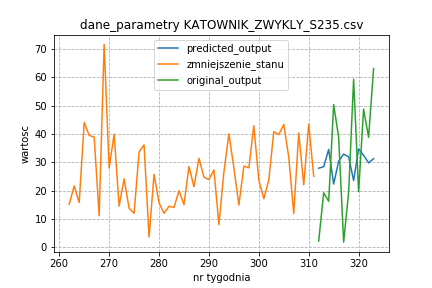 dane_parametry KATOWNIK_ZWYKLY_S235.csv
predicted_output
zmniejszenie_stanu
original_output
wartosc
70
60
50
40
30
20
10
0
260 270 280 290 300 310 320
nr tygodnia